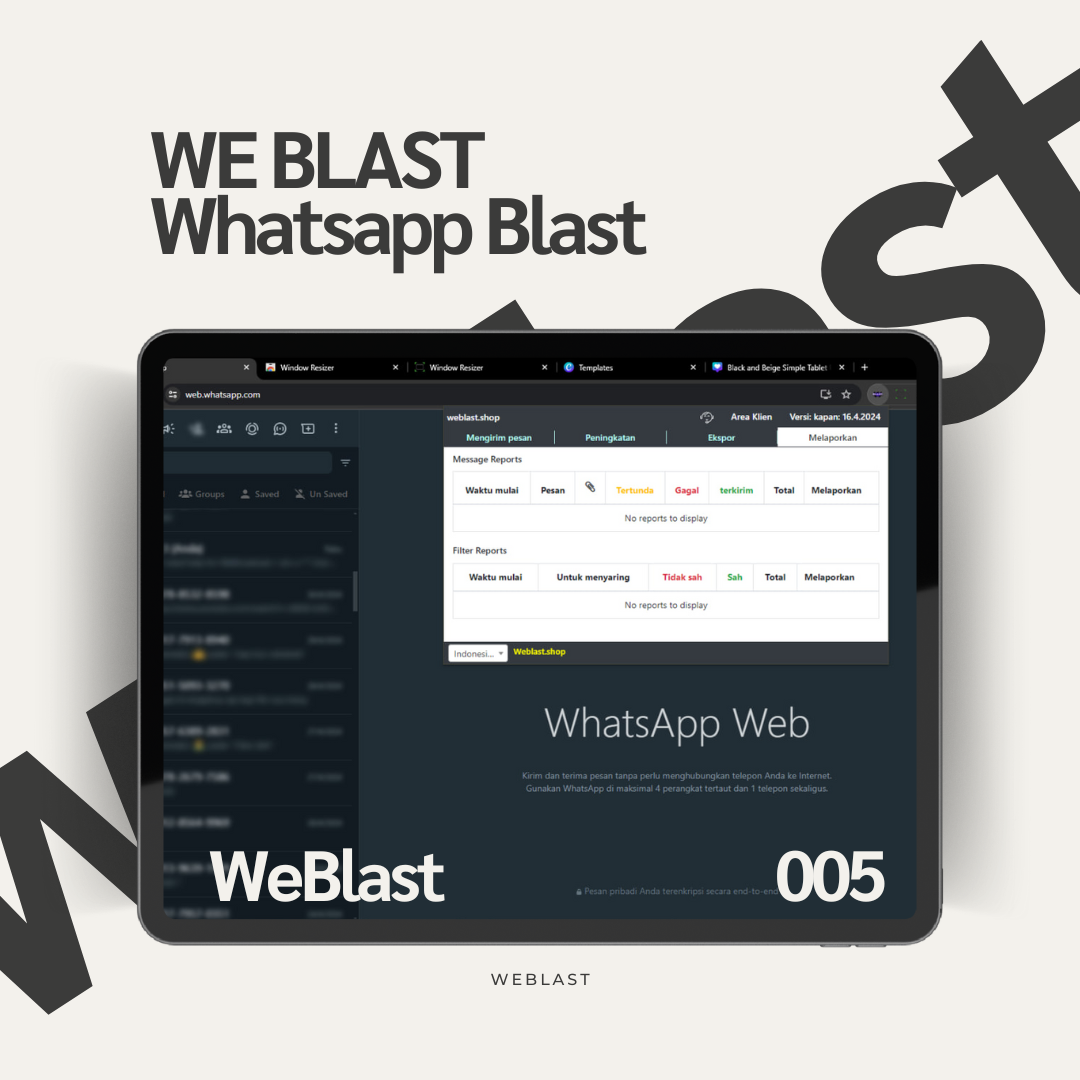 WE BLAST
Whatsapp Blast
Window Resizer
Window Resizer
Templates
Black and Beige Simple Tablet
web.whatsapp.com
weblast.shop
Area Klien
Versi: kapan: 16.4.2024
Mengirim pesan
Peningkatan
Ekspor
Melaporkan
Message Reports
Waktu mulai Pesan Tertunda Gagal terkirim Total Melaporkan
No reports to display
Filter Reports
Waktu mulai Untuk menyaring Tidak sah Sah Total Melaporkan
No reports to display
Indonesi... Weblast.shop
Groups Saved Un Saved
WhatsApp Web
Kirim dan terima pesan tanpa perlu menghubungkan telepon Anda ke Internet.
Gunakan WhatsApp di maksimal 4 perangkat tertaut dan 1 telepon sekaligus.
Pesan pribadi Anda terenkripsi secara end-to-end
WeBlast
005
WEBLAST